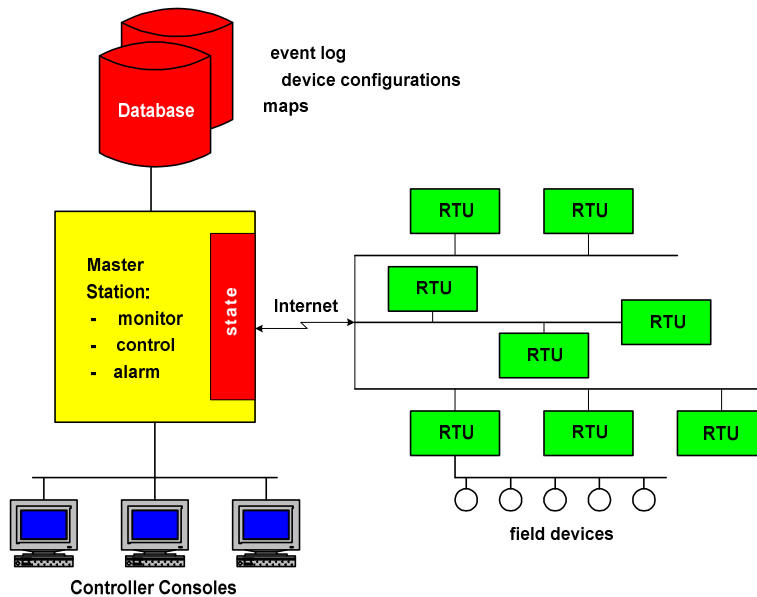 event log
device configurations
maps
Database
Master
Station:
- monitor
- control
- alarm
state
Internet
RTU
RTU
RTU
RTU
RTU
RTU
RTU
RTU
field devices
Controller Consoles